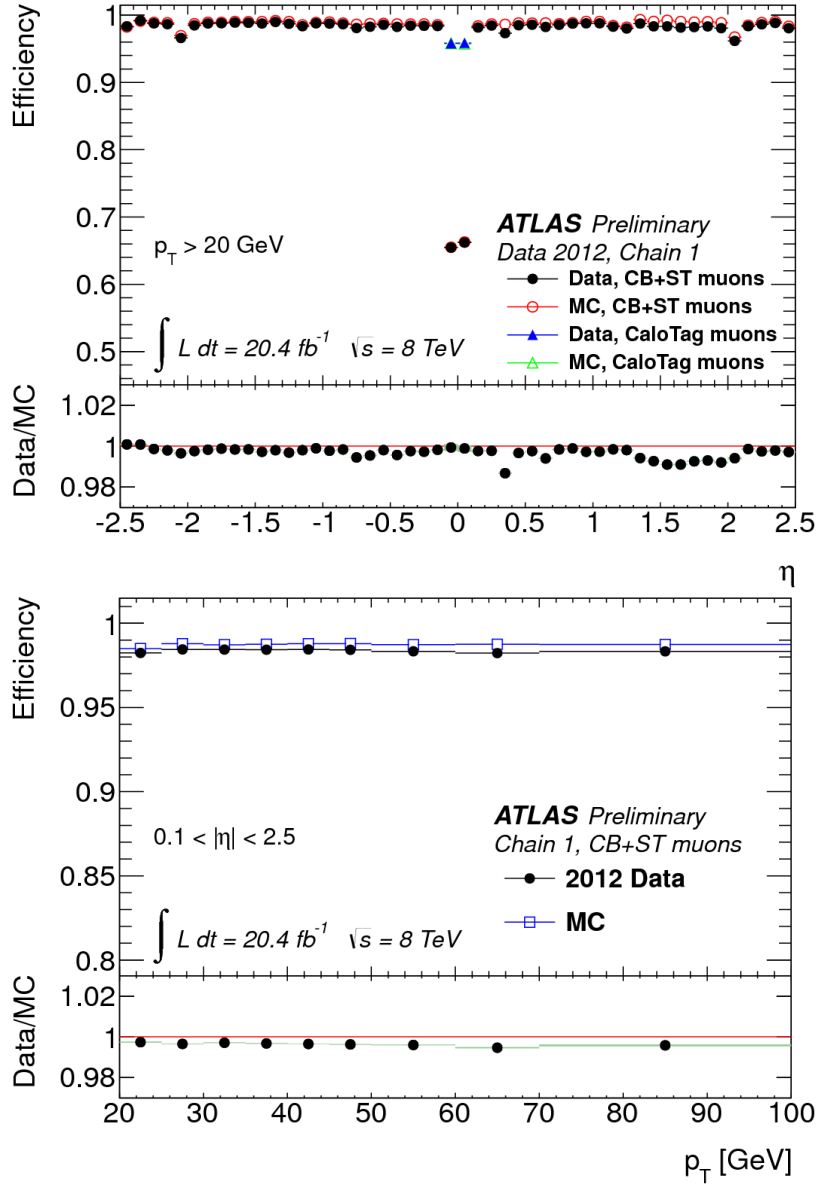 Efficiency
1
0.9
0.8
0.7
0.6
0.5
p_T > 20 GeV
ATLAS Preliminary
Data 2012, Chain 1
Data, CB+ST muons
MC, CB+ST muons
Data, CaloTag muons
MC, CaloTag muons
∫ L dt = 20.4 fb⁻¹ √s = 8 TeV
Data/MC
1.02
1
0.98
-2.5 -2 -1.5 -1 -0.5 0 0.5 1 1.5 2 2.5
η
Efficiency
1
0.95
0.9
0.85
0.8
0.1 < |η| < 2.5
ATLAS Preliminary
Chain 1, CB+ST muons
2012 Data
MC
∫ L dt = 20.4 fb⁻¹ √s = 8 TeV
Data/MC
1.02
1
0.98
20 30 40 50 60 70 80 90 100
p_T [GeV]